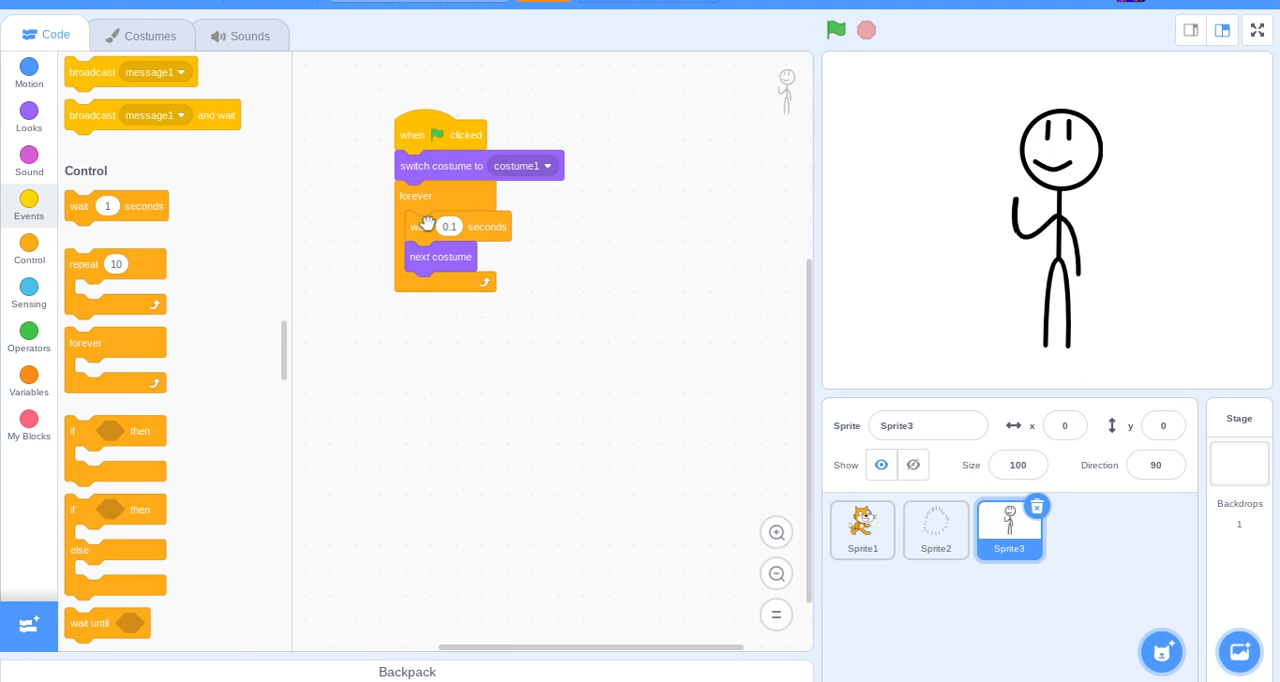 Code
Costumes
Sounds
Motion
Looks
Sound
Events
Control
Sensing
Operators
Variables
My Blocks
broadcast message1
broadcast message1 and wait
Control
wait 1 seconds
repeat 10
forever
if then
if then
else
wait until
when clicked
switch costume to costume1
forever
0.1 seconds
next costume
Backpack
Sprite Sprite3 x 0 y 0
Show Size 100 Direction 90
Sprite1
Sprite2
Sprite3
Stage
Backdrops
1